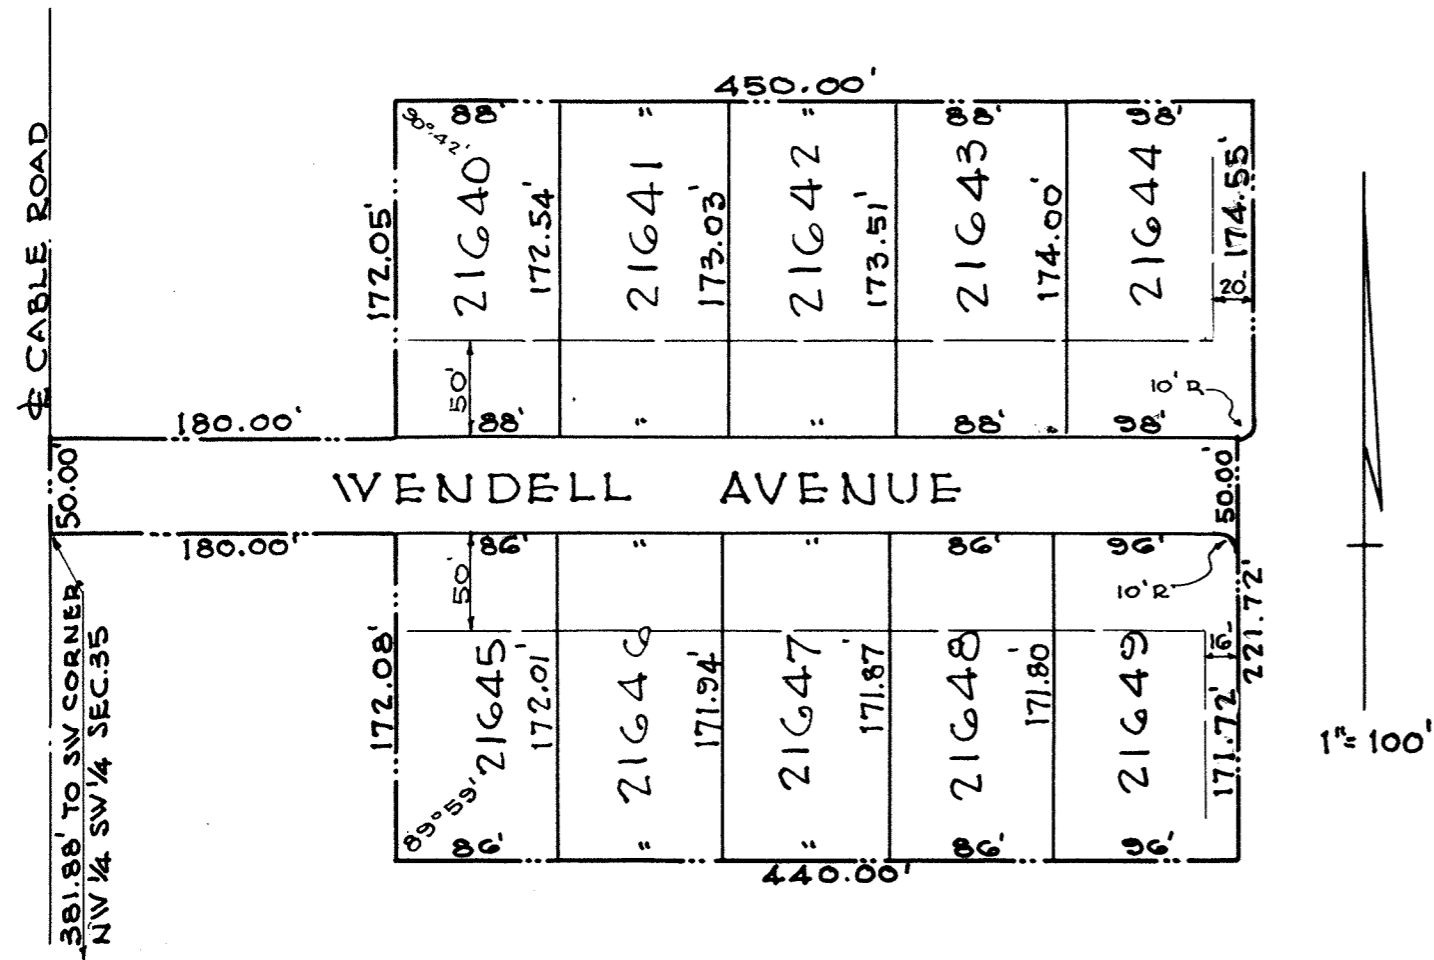 450.00'
88' " " 88' 98'
90°42'
21640 21641 21642 21643 21644
172.05' 172.54' 173.03' 173.51' 174.00' 174.55'
20
50'
10' R
88' " " 88' 98'
₵ CABLE ROAD
180.00'
50.00'
WENDELL AVENUE
50.00'
180.00'
86' " " 86' 96'
50'
10' R
221.72'
16
21645 21646 21647 21648 21649
172.08' 172.01' 171.94' 171.87' 171.80' 171.72'
89°59'
86' " " 86' 96'
440.00'
381.88' TO SW CORNER
NW ¼ SW ¼ SEC.35
1"= 100'